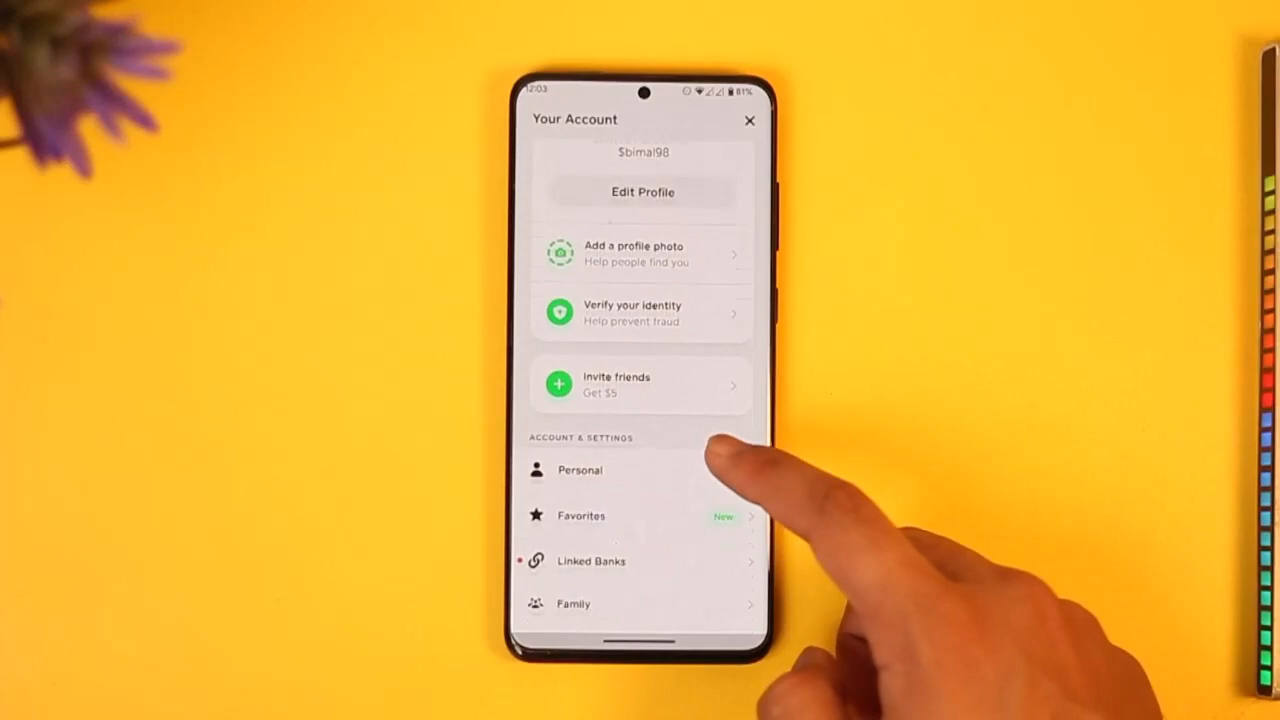 12:03
81%
Your Account
$bimal98
Edit Profile
Add a profile photo
Help people find you
Verify your identity
Help prevent fraud
Invite friends
Get $5
ACCOUNT & SETTINGS
Personal
Favorites
New
Linked Banks
Family